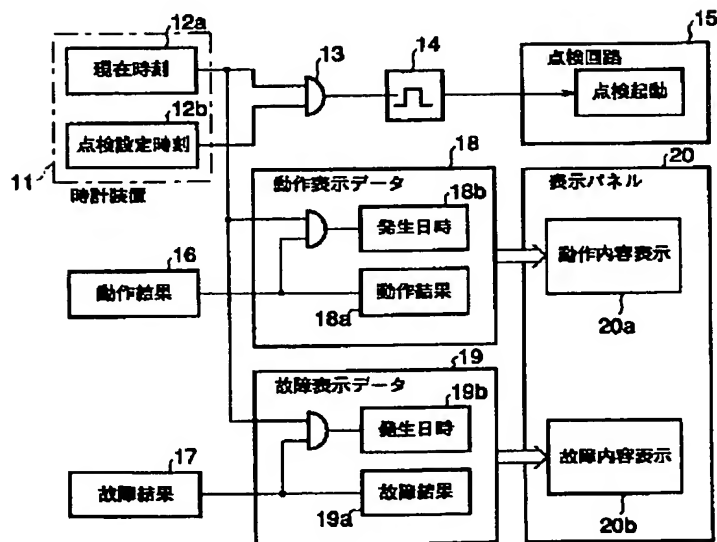 12a
現在時刻
12b
点検設定時刻
11
時計装置
13
14
15
点検回路
点検起動
16
動作結果
18
動作表示データ
18b
発生日時
動作結果
18a
20
表示パネル
動作内容表示
20a
17
故障結果
19
故障表示データ
19b
発生日時
故障結果
19a
故障内容表示
20b